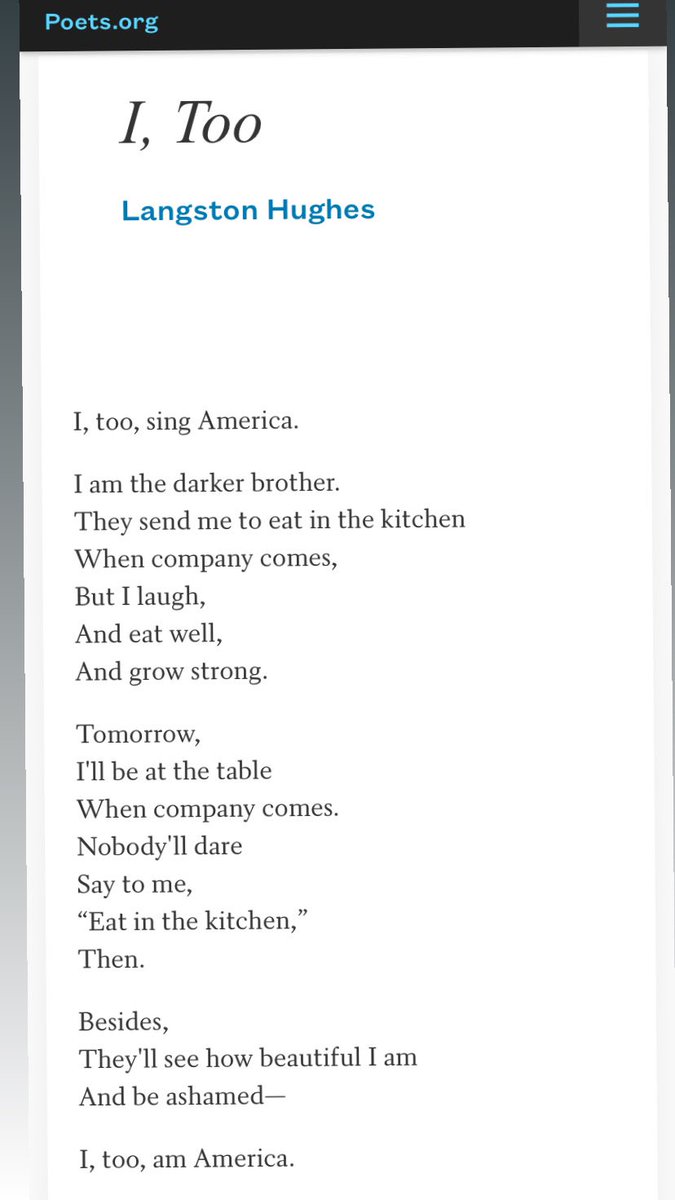 Poets.org
I, Too
Langston Hughes
I, too, sing America.
I am the darker brother.
They send me to eat in the kitchen
When company comes,
But I laugh,
And eat well,
And grow strong.
Tomorrow,
I'll be at the table
When company comes.
Nobody'll dare
Say to me,
“Eat in the kitchen,”
Then.
Besides,
They'll see how beautiful I am
And be ashamed—
I, too, am America.